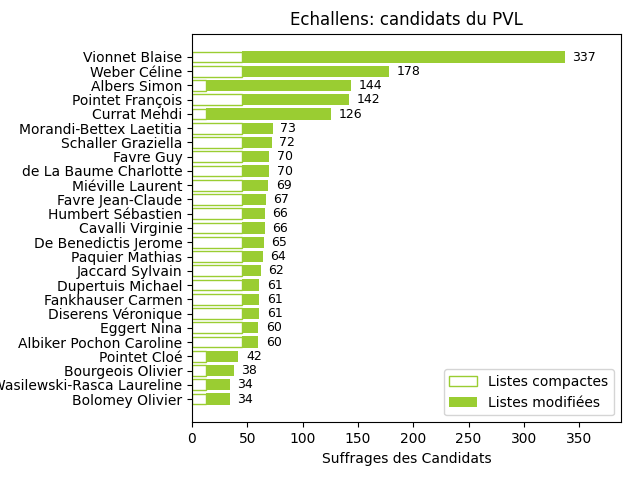 Echallens: candidats du PVL
Vionnet Blaise 337
Weber Céline 178
Albers Simon 144
Pointet François 142
Currat Mehdi 126
Morandi-Bettex Laetitia 73
Schaller Graziella 72
Favre Guy 70
de La Baume Charlotte 70
Miéville Laurent 69
Favre Jean-Claude 67
Humbert Sébastien 66
Cavalli Virginie 66
De Benedictis Jerome 65
Paquier Mathias 64
Jaccard Sylvain 62
Dupertuis Michael 61
Fankhauser Carmen 61
Diserens Véronique 61
Eggert Nina 60
Albiker Pochon Caroline 60
Pointet Cloé 42
Bourgeois Olivier 38
Wasilewski-Rasca Laureline 34
Bolomey Olivier 34
Listes compactes
Listes modifiées
0 50 100 150 200 250 300 350
Suffrages des Candidats